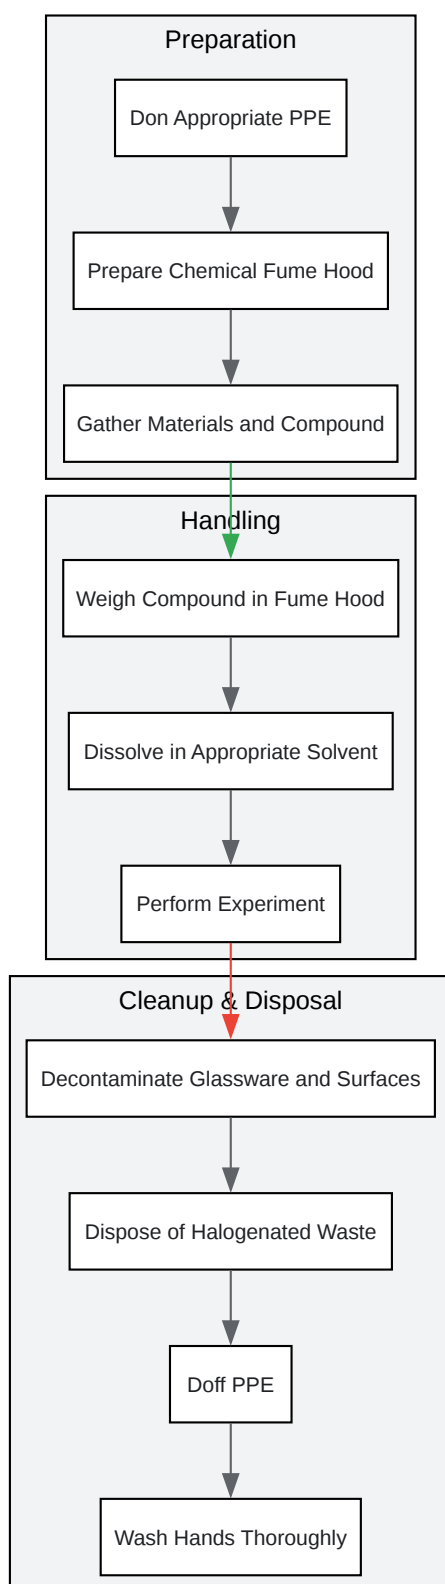 Preparation
Don Appropriate PPE
Prepare Chemical Fume Hood
Gather Materials and Compound
Handling
Weigh Compound in Fume Hood
Dissolve in Appropriate Solvent
Perform Experiment
Cleanup & Disposal
Decontaminate Glassware and Surfaces
Dispose of Halogenated Waste
Doff PPE
Wash Hands Thoroughly